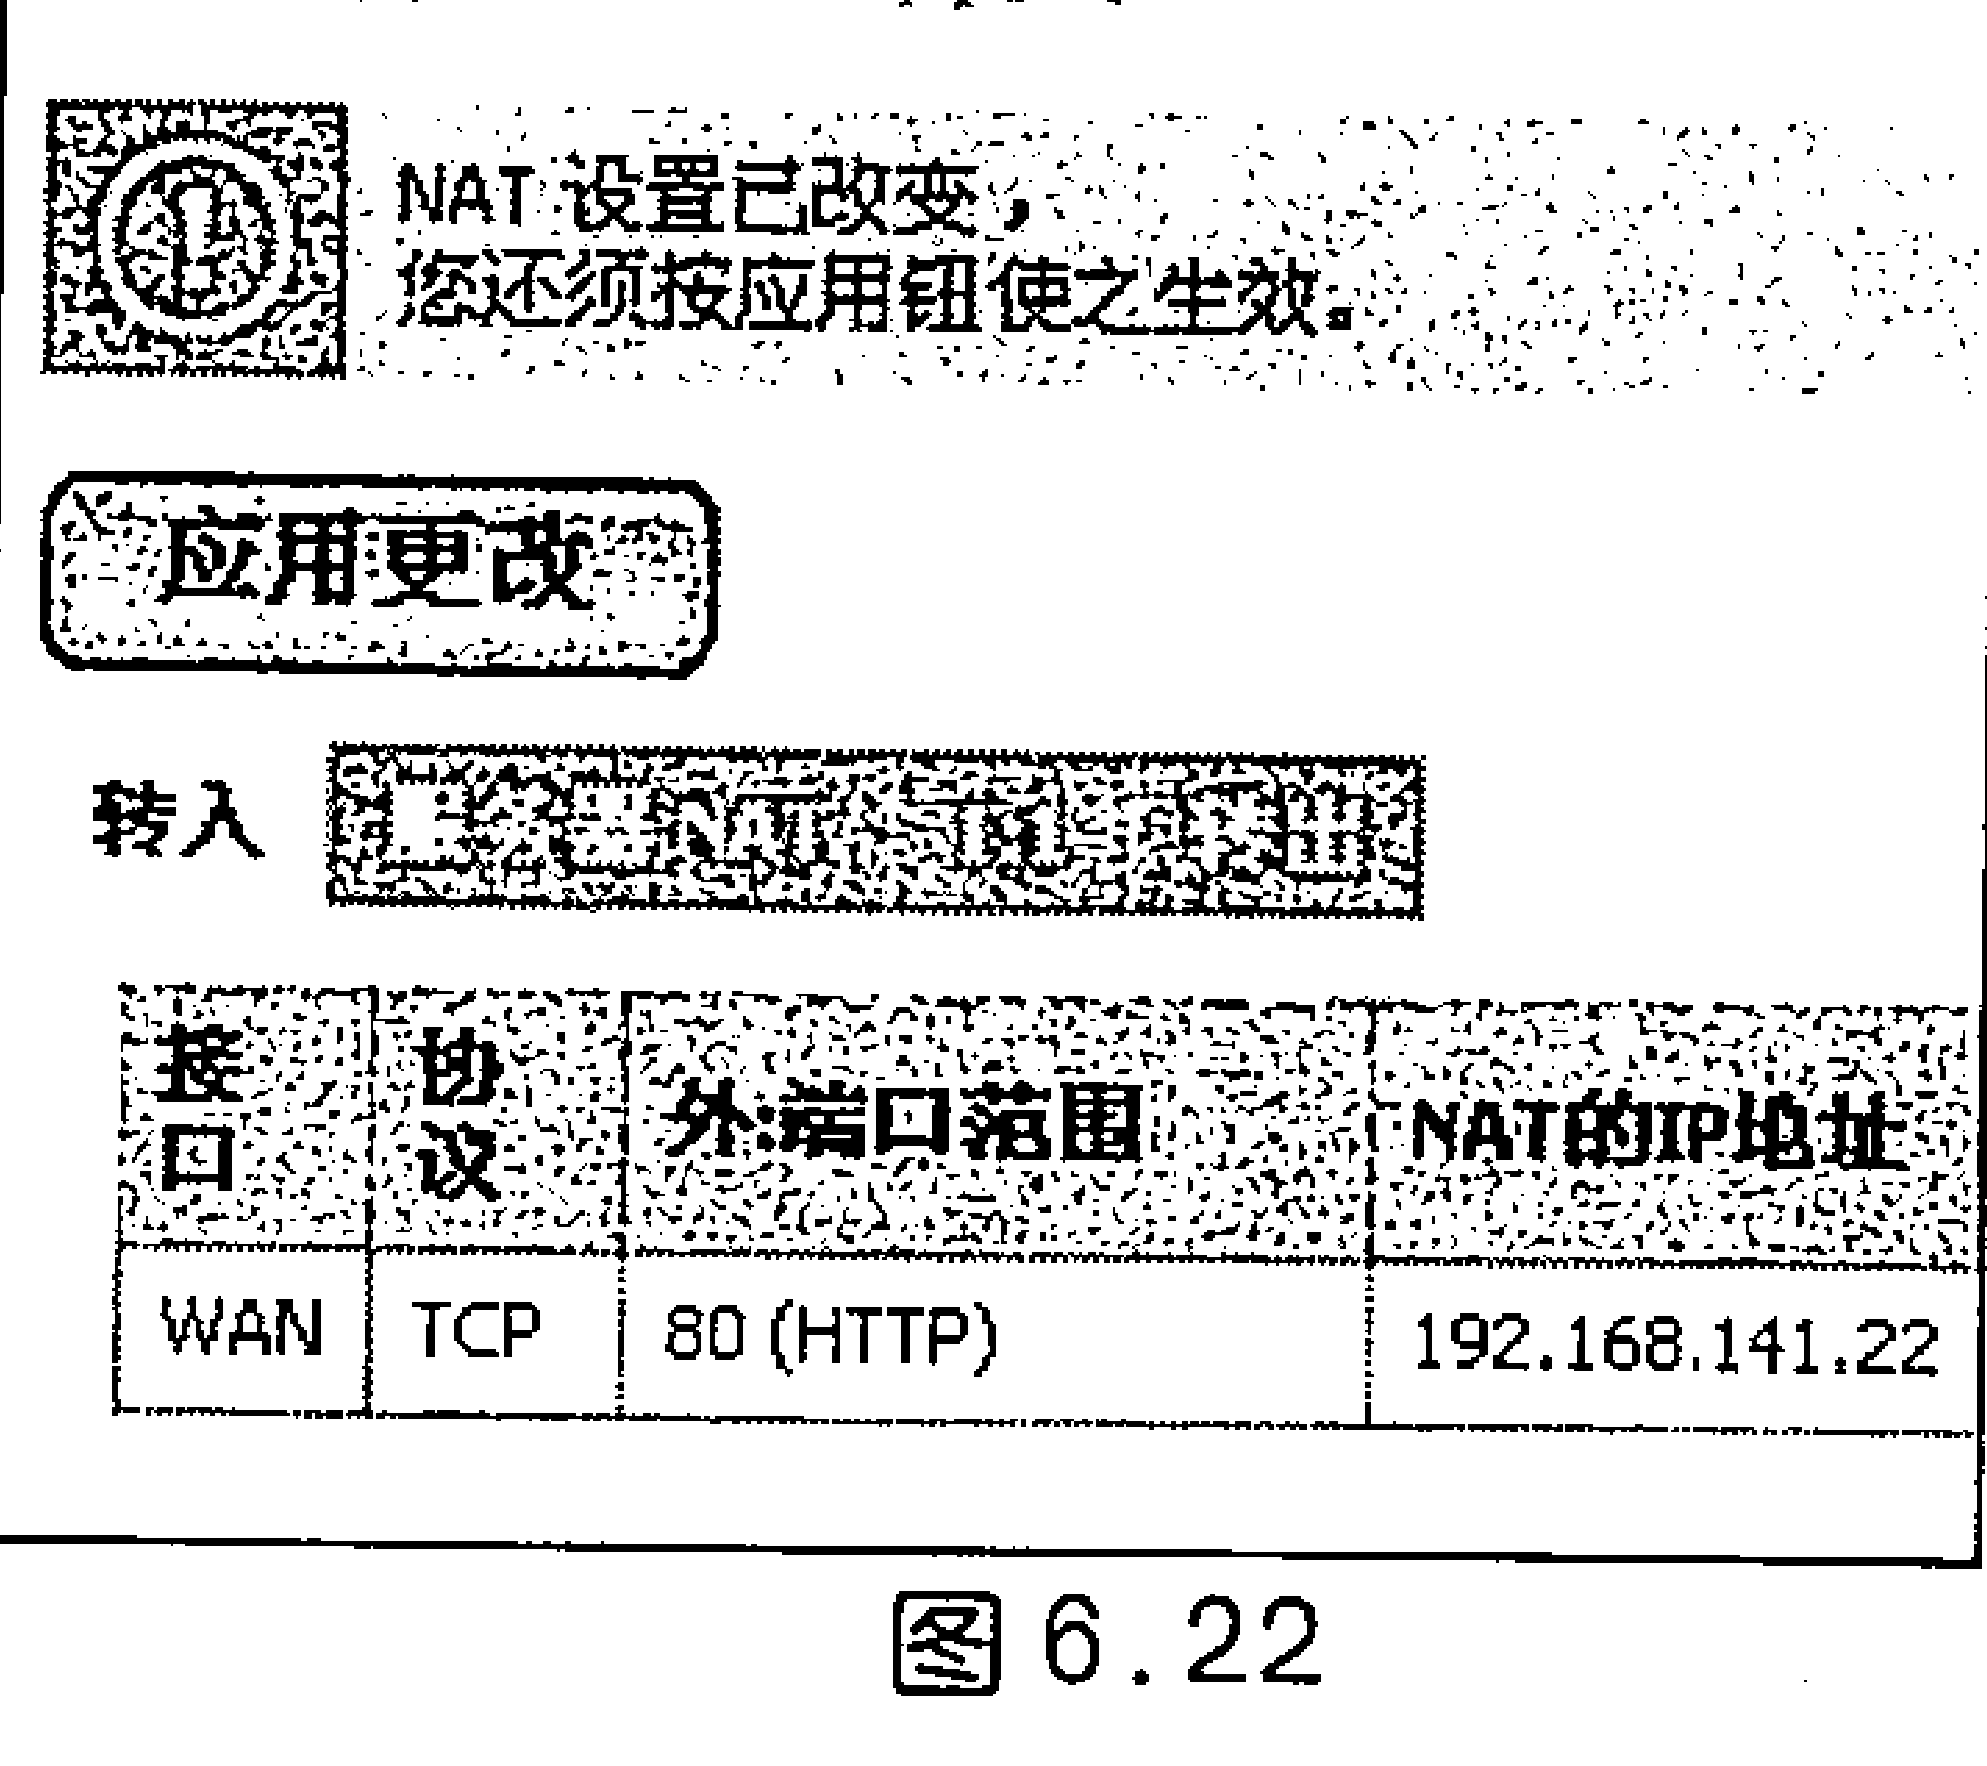 NAT 设置已改变，
您还须按应用钮使之生效。
应用更改
转入
接口 协议 外端口范围 NAT的IP地址
WAN TCP 80 (HTTP) 192.168.141.22
图 6.22